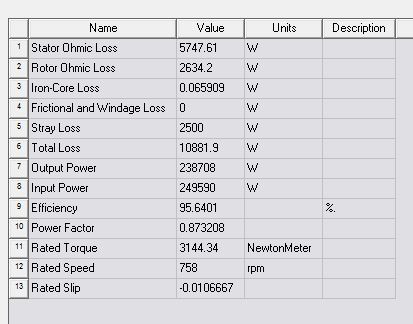 Name Value Units Description
1 Stator Ohmic Loss 5747.61 W
2 Rotor Ohmic Loss 2634.2 W
3 Iron-Core Loss 0.065909 W
4 Frictional and Windage Loss 0 W
5 Stray Loss 2500 W
6 Total Loss 10881.9 W
7 Output Power 238708 W
8 Input Power 249590 W
9 Efficiency 95.6401 %.
10 Power Factor 0.873208
11 Rated Torque 3144.34 NewtonMeter
12 Rated Speed 758 rpm
13 Rated Slip -0.0106667